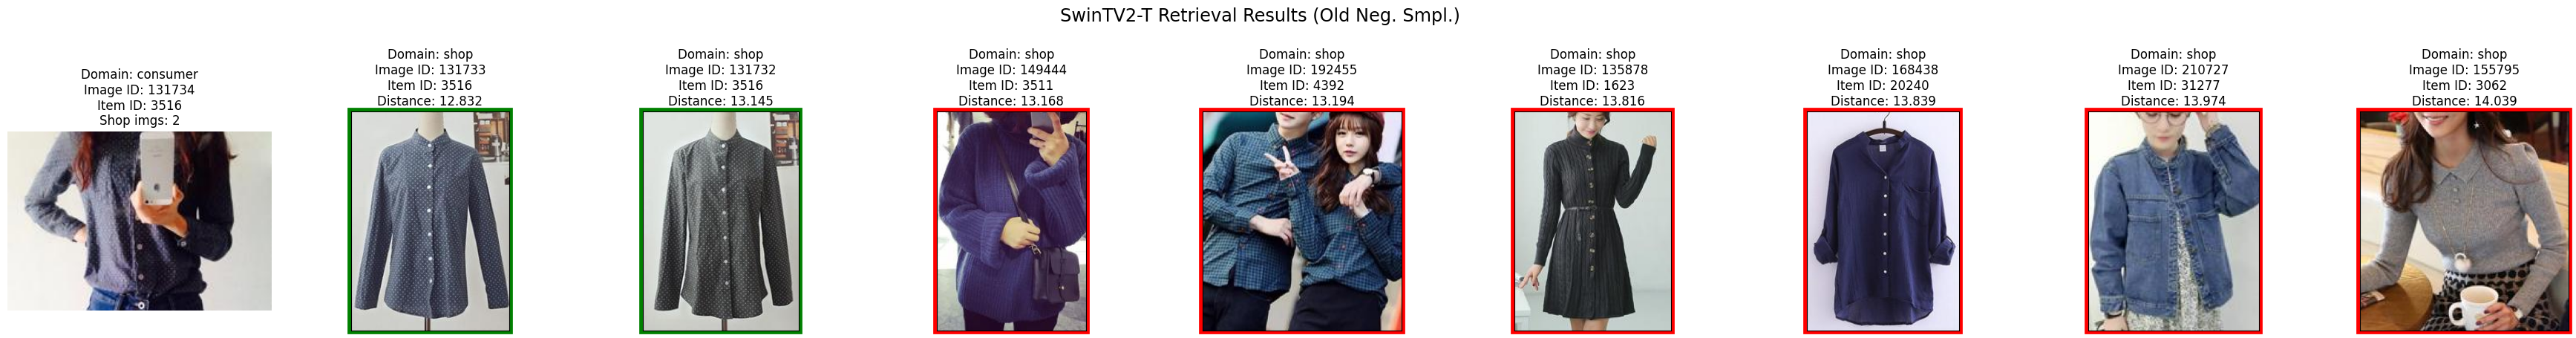 SwinTV2-T Retrieval Results (Old Neg. Smpl.)
Domain: consumer
Image ID: 131734
Item ID: 3516
Shop imgs: 2
Domain: shop
Image ID: 131733
Item ID: 3516
Distance: 12.832
Domain: shop
Image ID: 131732
Item ID: 3516
Distance: 13.145
Domain: shop
Image ID: 149444
Item ID: 3511
Distance: 13.168
Domain: shop
Image ID: 192455
Item ID: 4392
Distance: 13.194
Domain: shop
Image ID: 135878
Item ID: 1623
Distance: 13.816
Domain: shop
Image ID: 168438
Item ID: 20240
Distance: 13.839
Domain: shop
Image ID: 210727
Item ID: 31277
Distance: 13.974
Domain: shop
Image ID: 155795
Item ID: 3062
Distance: 14.039